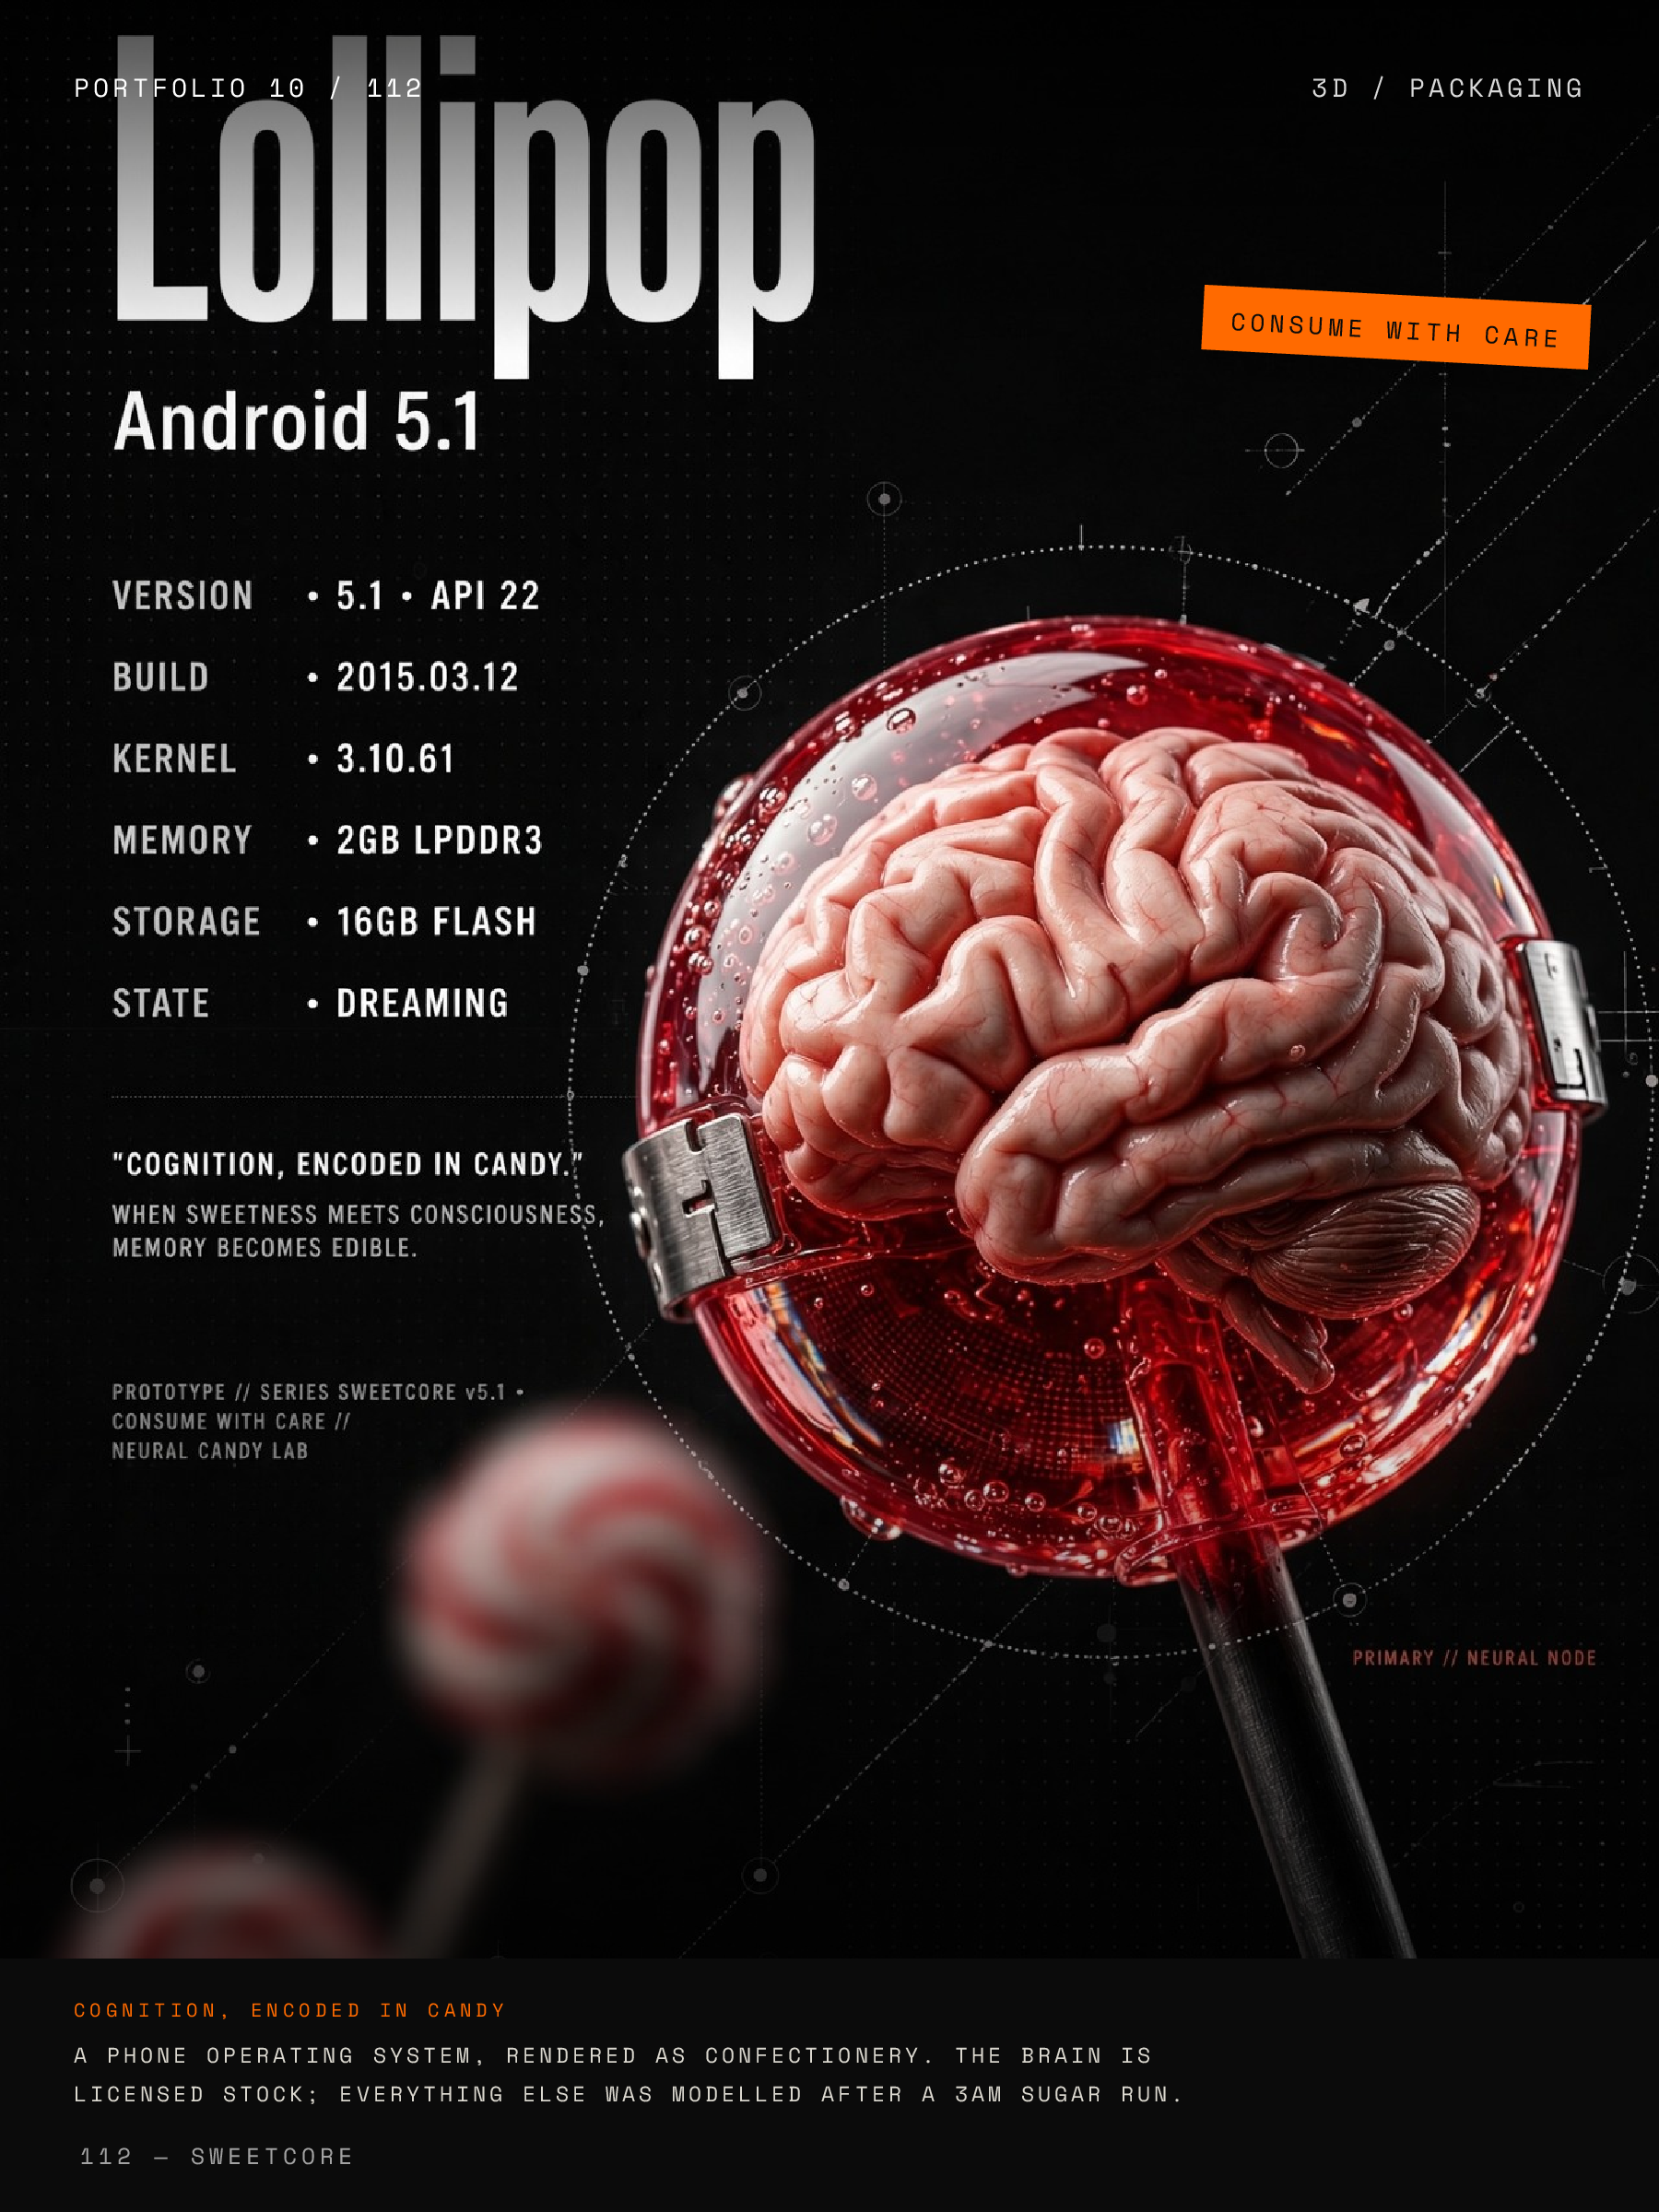 PORTFOLIO 10 / 112
3D / PACKAGING
Lollipop
Android 5.1
CONSUME WITH CARE
VERSION • 5.1 • API 22
BUILD • 2015.03.12
KERNEL • 3.10.61
MEMORY • 2GB LPDDR3
STORAGE • 16GB FLASH
STATE • DREAMING
"COGNITION, ENCODED IN CANDY."
WHEN SWEETNESS MEETS CONSCIOUSNESS,
MEMORY BECOMES EDIBLE.
PROTOTYPE // SERIES SWEETCORE v5.1 •
CONSUME WITH CARE //
NEURAL CANDY LAB
PRIMARY // NEURAL NODE
COGNITION, ENCODED IN CANDY
A PHONE OPERATING SYSTEM, RENDERED AS CONFECTIONERY. THE BRAIN IS
LICENSED STOCK; EVERYTHING ELSE WAS MODELLED AFTER A 3AM SUGAR RUN.
112 — SWEETCORE